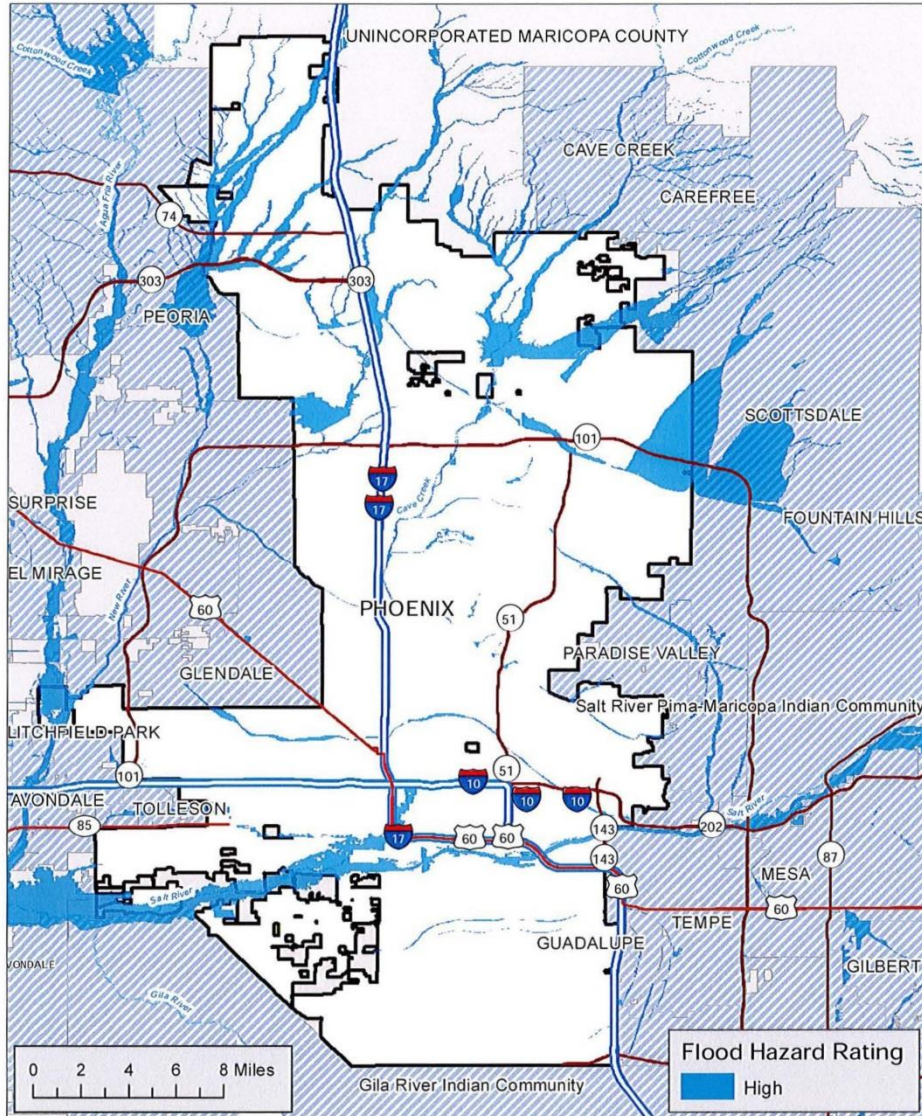 UNINCORPORATED MARICOPA COUNTY
Cottonwood Creek
Cottonwood Creek
CAVE CREEK
CAREFREE
Agua Fria River
74
303
303
PEORIA
SCOTTSDALE
101
17
17
Cave Creek
SURPRISE
FOUNTAIN HILLS
EL MIRAGE
New River
60
PHOENIX
51
GLENDALE
PARADISE VALLEY
Salt River Pima-Maricopa Indian Community
LITCHFIELD PARK
101
51
10
10
10
AVONDALE
TOLLESON
Salt River
85
17
60
60
143
202
143
87
60
MESA
Salt River
60
TEMPE
GUADALUPE
GILBERT
VONDALE
Gila River
0 2 4 6 8 Miles
Gila River Indian Community
Flood Hazard Rating
High